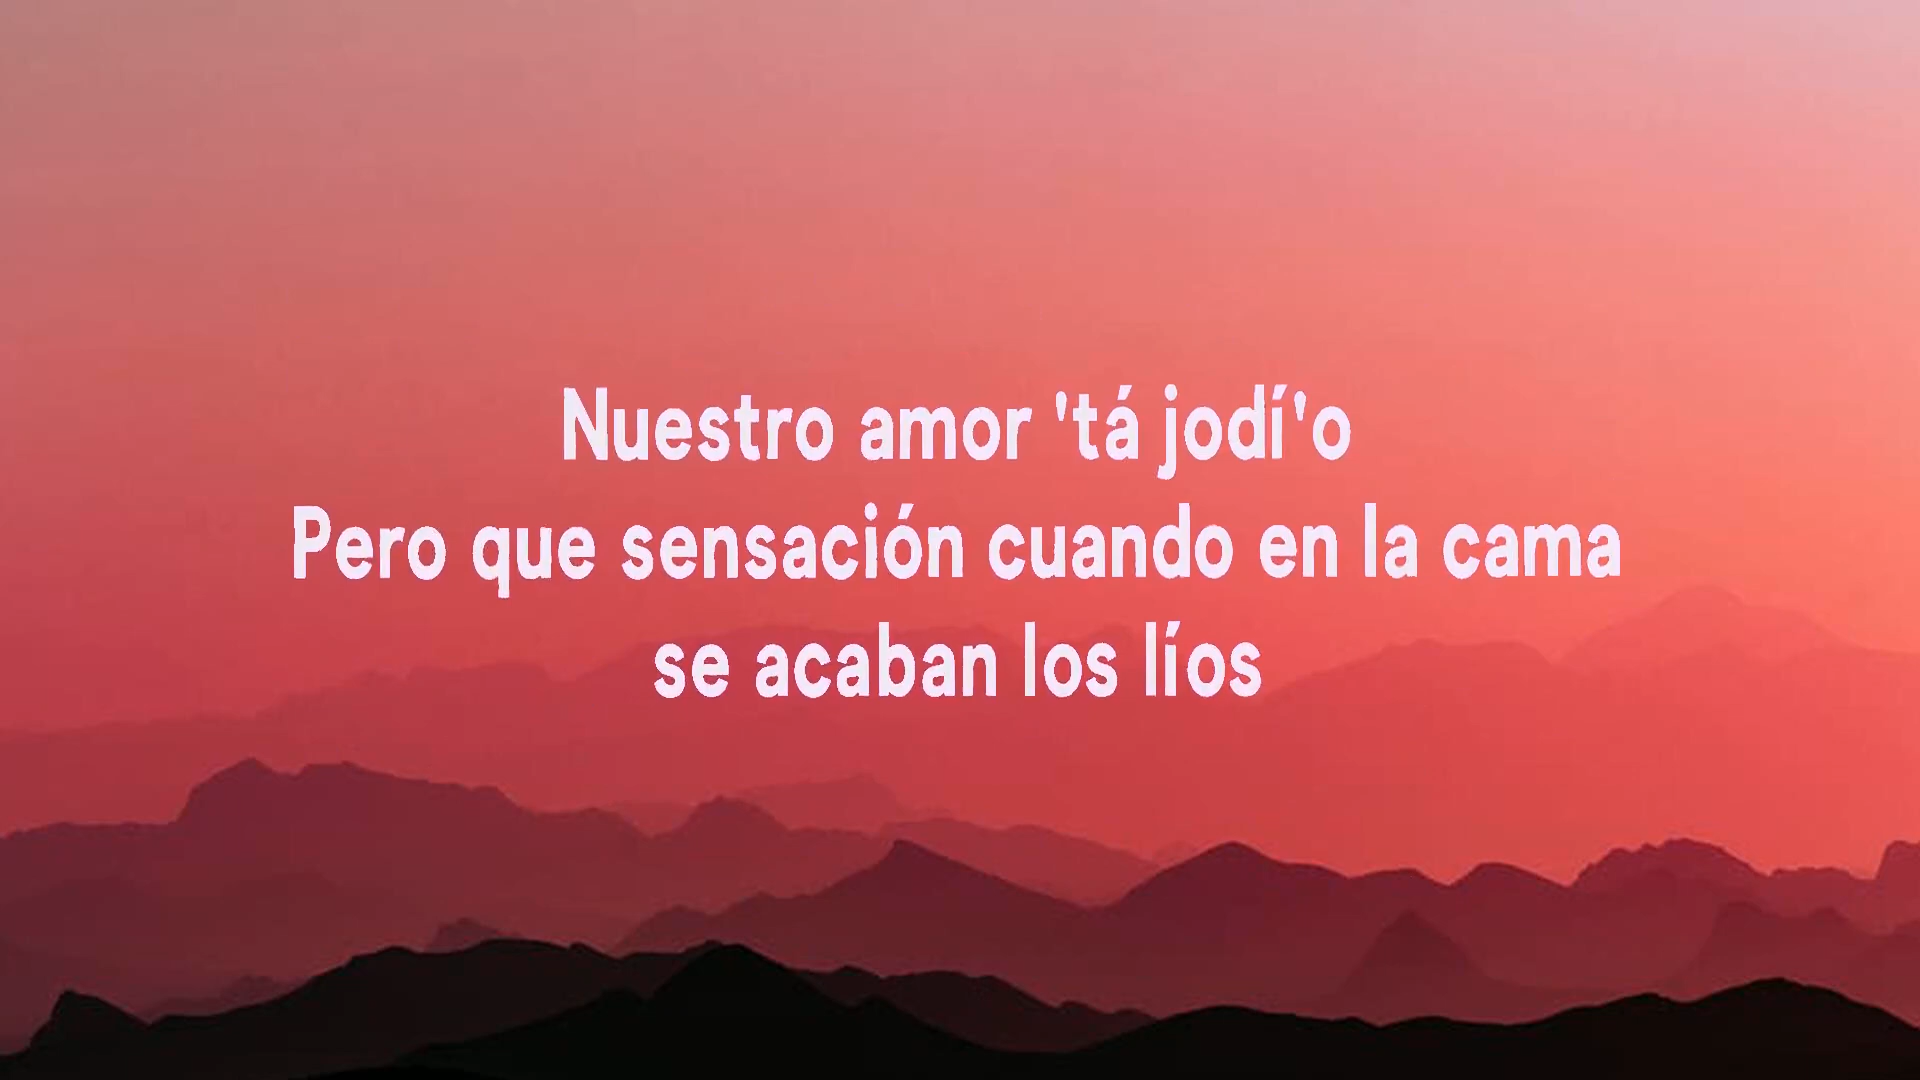 Nuestro amor 'tá jodí'o
Pero que sensación cuando en la cama
se acaban los líos